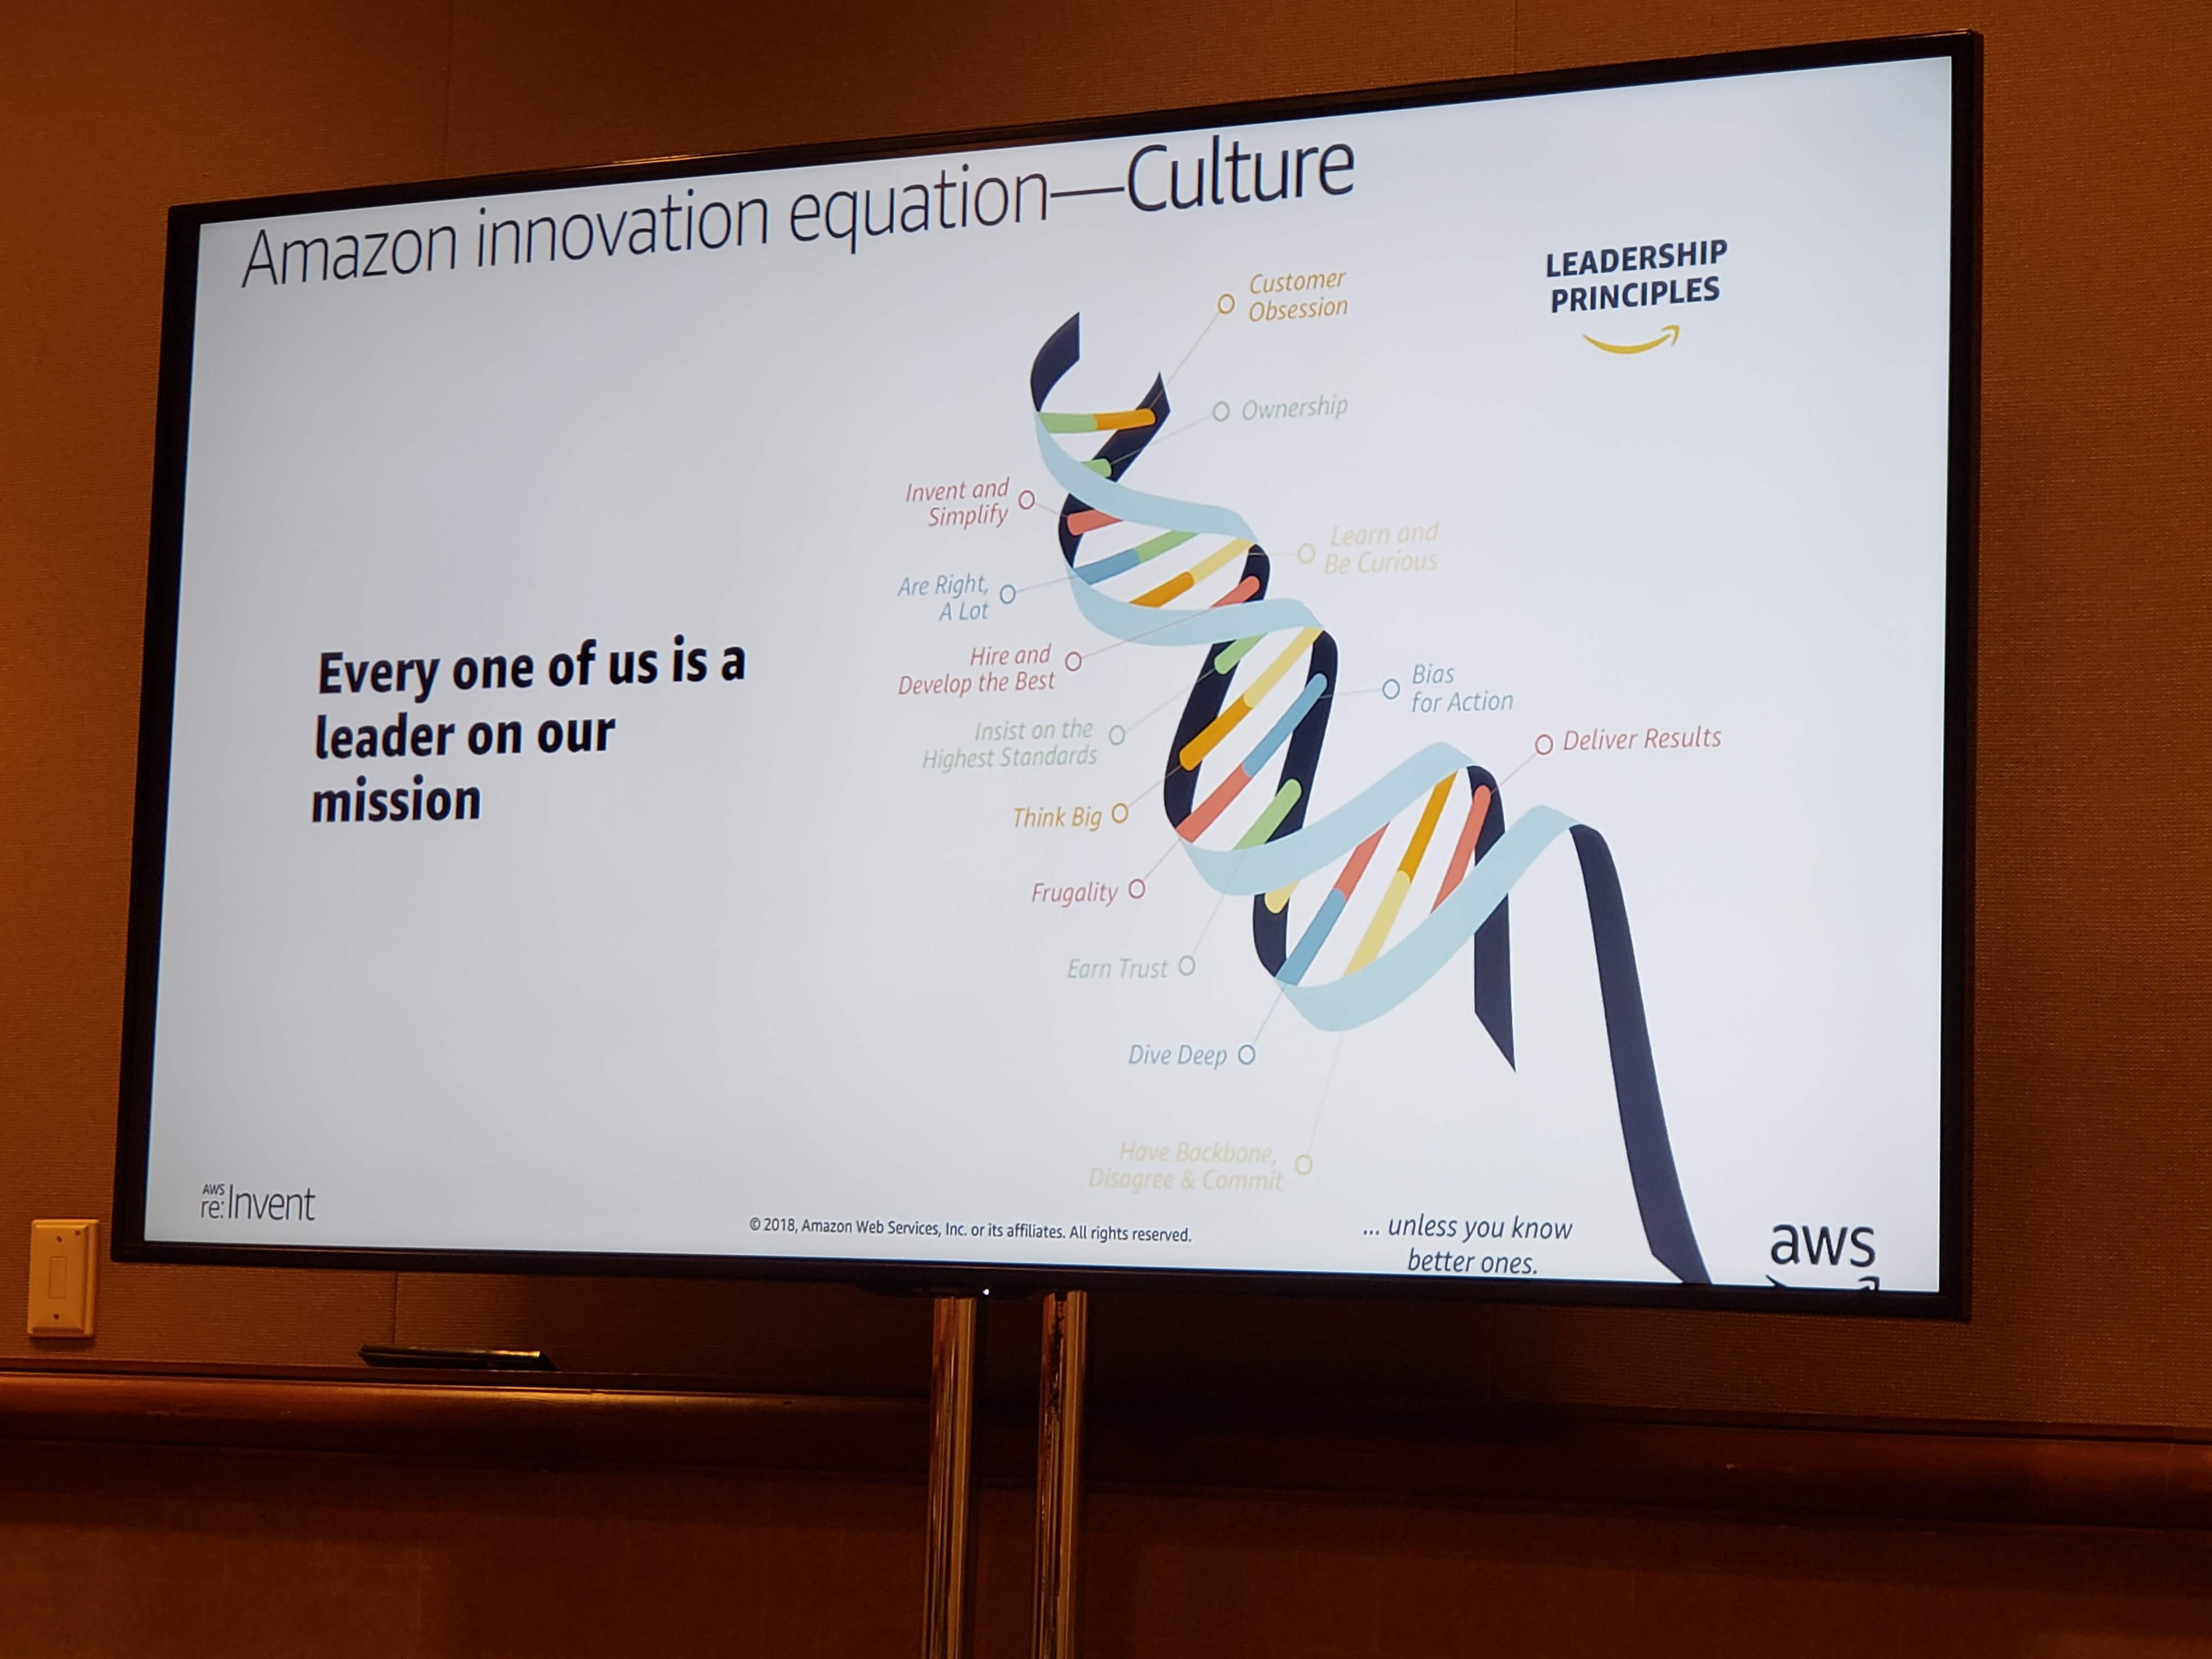 Amazon innovation equation—Culture
LEADERSHIP
PRINCIPLES
Customer
Obsession
Ownership
Invent and
Simplify
Learn and
Be Curious
Are Right,
A Lot
Hire and
Develop the Best
Bias
for Action
Insist on the
Highest Standards
Deliver Results
Think Big
Frugality
Earn Trust
Dive Deep
Have Backbone,
Disagree & Commit
Every one of us is a
leader on our
mission
... unless you know
better ones.
AWS
re:Invent
© 2018, Amazon Web Services, Inc. or its affiliates. All rights reserved.
aws